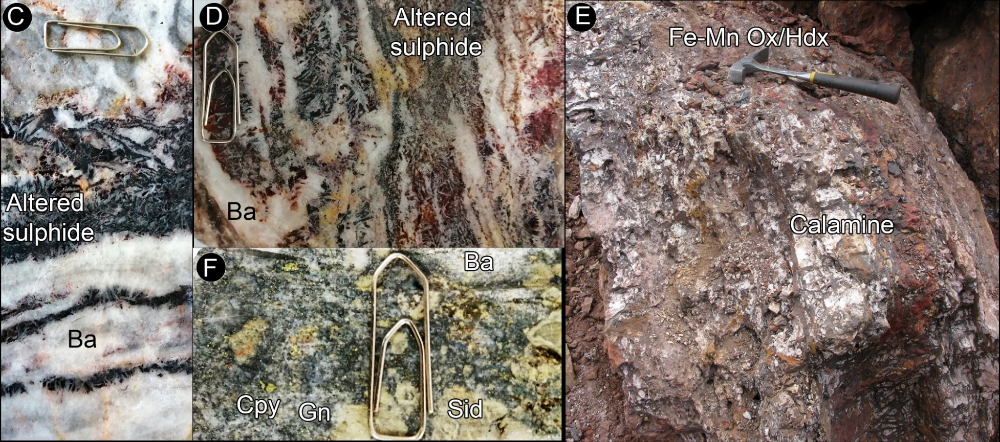 C
Altered
sulphide
Ba
D
Altered
sulphide
Ba
E
Fe-Mn Ox/Hdx
Calamine
F
Ba
Cpy
Gn
Sid